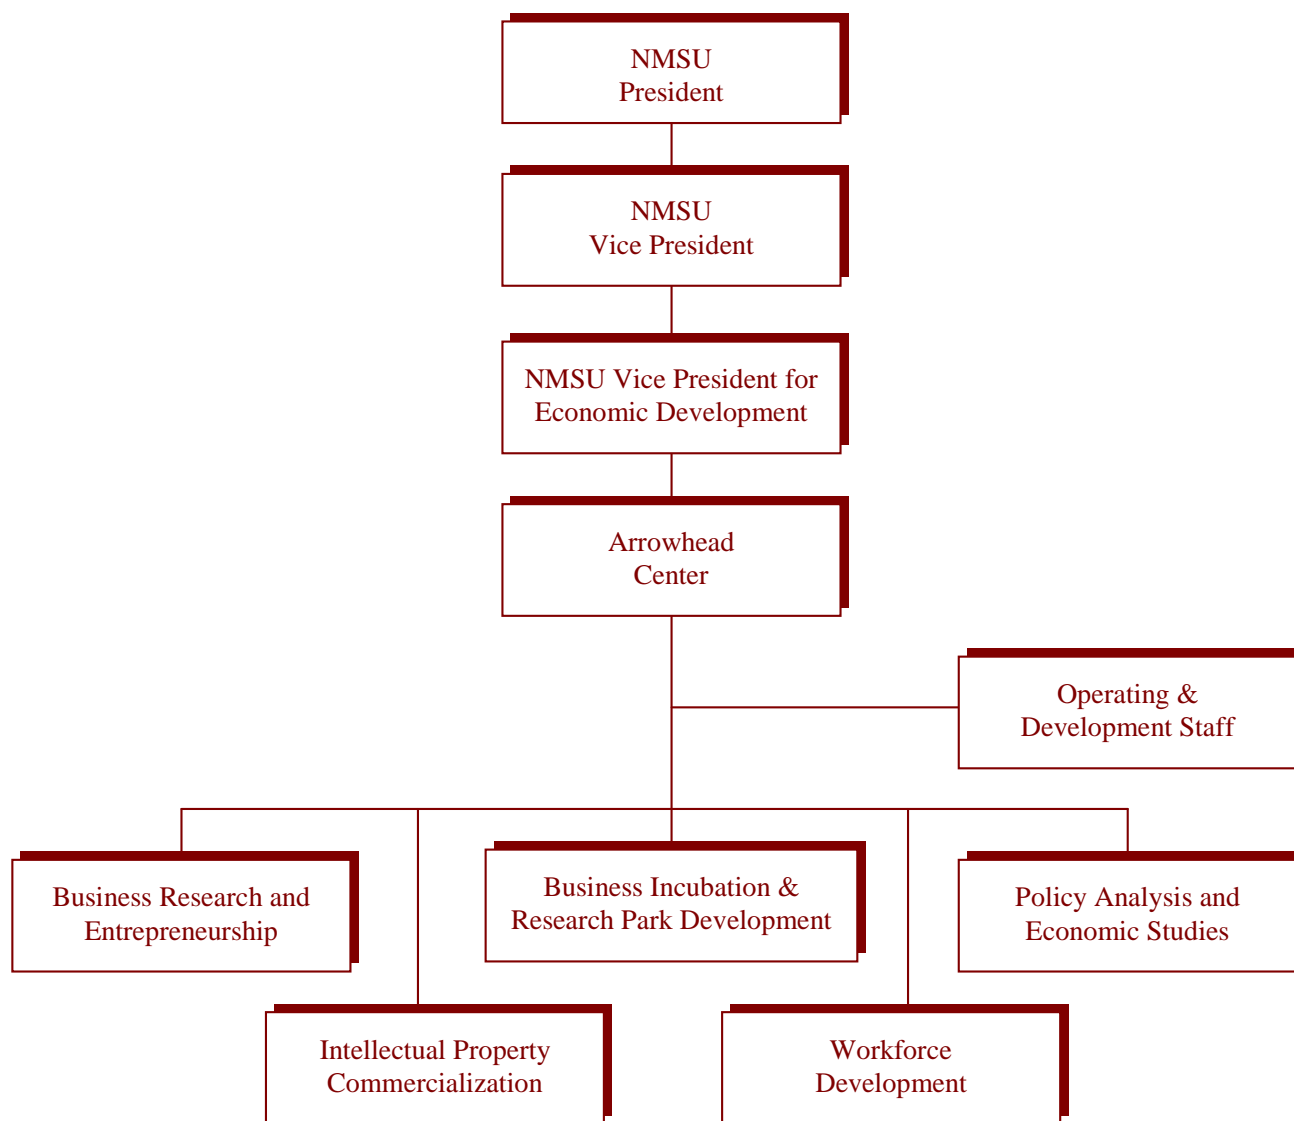 NMSU
President
NMSU
Vice President
NMSU Vice President for
Economic Development
Arrowhead
Center
Operating &
Development Staff
Business Research and
Entrepreneurship
Business Incubation &
Research Park Development
Policy Analysis and
Economic Studies
Intellectual Property
Commercialization
Workforce
Development